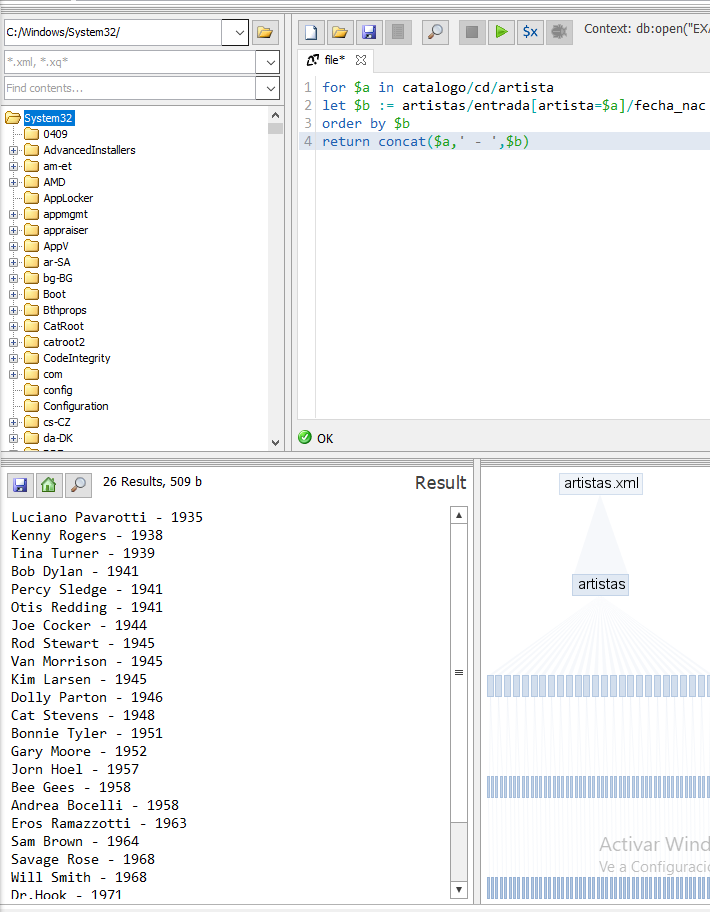 C:/Windows/System32/
*.xml, *.xq*
Find contents...
System32
0409
AdvancedInstallers
am-et
AMD
AppLocker
appmgmt
appraiser
AppV
ar-SA
bg-BG
Boot
Bthprops
CatRoot
catroot2
CodeIntegrity
com
config
Configuration
cs-CZ
da-DK
$x
Context: db:open("EXA
file*
1 for $a in catalogo/cd/artista
2 let $b := artistas/entrada[artista=$a]/fecha_nac
3 order by $b
4 return concat($a,' - ',$b)
OK
26 Results, 509 b
Result
Luciano Pavarotti - 1935
Kenny Rogers - 1938
Tina Turner - 1939
Bob Dylan - 1941
Percy Sledge - 1941
Otis Redding - 1941
Joe Cocker - 1944
Rod Stewart - 1945
Van Morrison - 1945
Kim Larsen - 1945
Dolly Parton - 1946
Cat Stevens - 1948
Bonnie Tyler - 1951
Gary Moore - 1952
Jorn Hoel - 1957
Bee Gees - 1958
Andrea Bocelli - 1958
Eros Ramazzotti - 1963
Sam Brown - 1964
Savage Rose - 1968
Will Smith - 1968
Dr.Hook - 1971
artistas.xml
artistas
Activar Wind
Ve a Configuració